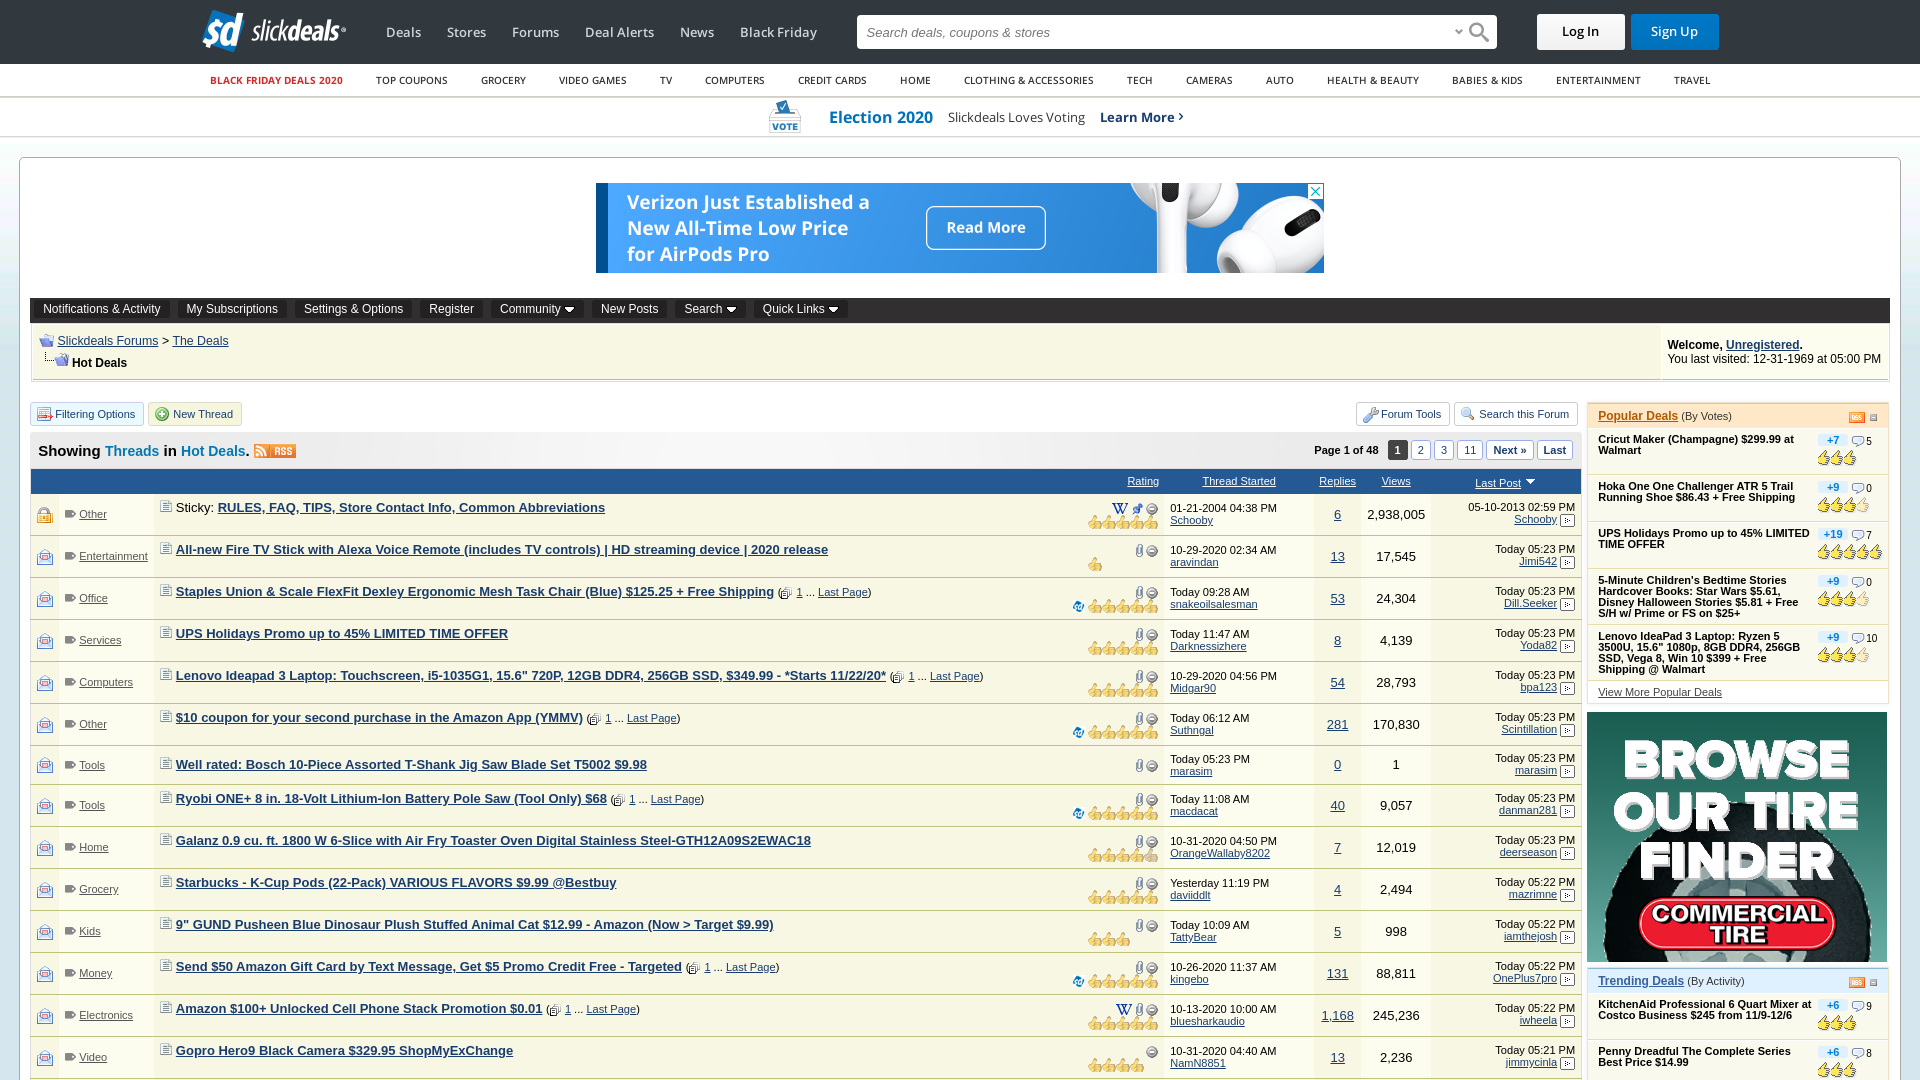 slickdeals
Deals Stores Forums Deal Alerts News Black Friday
Search deals, coupons & stores
Log In Sign Up
BLACK FRIDAY DEALS 2020 TOP COUPONS GROCERY VIDEO GAMES TV COMPUTERS CREDIT CARDS HOME CLOTHING & ACCESSORIES TECH CAMERAS AUTO HEALTH & BEAUTY BABIES & KIDS ENTERTAINMENT TRAVEL
VOTE Election 2020 Slickdeals Loves Voting Learn More
Verizon Just Established a
New All-Time Low Price
for AirPods Pro
Read More
Notifications & Activity My Subscriptions Settings & Options Register Community New Posts Search Quick Links
Slickdeals Forums > The Deals
Hot Deals
Welcome, Unregistered.
You last visited: 12-31-1969 at 05:00 PM
Filtering Options New Thread Forum Tools Search this Forum
Showing Threads in Hot Deals. RSS Page 1 of 48 1 2 3 11 Next » Last
Rating Thread Started Replies Views Last Post
Other Sticky: RULES, FAQ, TIPS, Store Contact Info, Common Abbreviations 01-21-2004 04:38 PM Schooby 6 2,938,005 05-10-2013 02:59 PM Schooby
Entertainment All-new Fire TV Stick with Alexa Voice Remote (includes TV controls) | HD streaming device | 2020 release 10-29-2020 02:34 AM aravindan 13 17,545 Today 05:23 PM Jimi542
Office Staples Union & Scale FlexFit Dexley Ergonomic Mesh Task Chair (Blue) $125.25 + Free Shipping ( 1 ... Last Page) Today 09:28 AM snakeoilsalesman 53 24,304 Today 05:23 PM Dill.Seeker
Services UPS Holidays Promo up to 45% LIMITED TIME OFFER Today 11:47 AM Darknessizhere 8 4,139 Today 05:23 PM Yoda82
Computers Lenovo Ideapad 3 Laptop: Touchscreen, i5-1035G1, 15.6" 720P, 12GB DDR4, 256GB SSD, $349.99 - *Starts 11/22/20* ( 1 ... Last Page) 10-29-2020 04:56 PM Midgar90 54 28,793 Today 05:23 PM bpa123
Other $10 coupon for your second purchase in the Amazon App (YMMV) ( 1 ... Last Page) Today 06:12 AM Suthngal 281 170,830 Today 05:23 PM Scintillation
Tools Well rated: Bosch 10-Piece Assorted T-Shank Jig Saw Blade Set T5002 $9.98 Today 05:23 PM marasim 0 1 Today 05:23 PM marasim
Tools Ryobi ONE+ 8 in. 18-Volt Lithium-Ion Battery Pole Saw (Tool Only) $68 ( 1 ... Last Page) Today 11:08 AM macdacat 40 9,057 Today 05:23 PM danman281
Home Galanz 0.9 cu. ft. 1800 W 6-Slice with Air Fry Toaster Oven Digital Stainless Steel-GTH12A09S2EWAC18 10-31-2020 04:50 PM OrangeWallaby8202 7 12,019 Today 05:23 PM deerseason
Grocery Starbucks - K-Cup Pods (22-Pack) VARIOUS FLAVORS $9.99 @Bestbuy Yesterday 11:19 PM daviiddlt 4 2,494 Today 05:22 PM mazrimne
Kids 9" GUND Pusheen Blue Dinosaur Plush Stuffed Animal Cat $12.99 - Amazon (Now > Target $9.99) Today 10:09 AM TattyBear 5 998 Today 05:22 PM iamthejosh
Money Send $50 Amazon Gift Card by Text Message, Get $5 Promo Credit Free - Targeted ( 1 ... Last Page) 10-26-2020 11:37 AM kingebo 131 88,811 Today 05:22 PM OnePlus7pro
Electronics Amazon $100+ Unlocked Cell Phone Stack Promotion $0.01 ( 1 ... Last Page) 10-13-2020 10:00 AM bluesharkaudio 1,168 245,236 Today 05:22 PM iwheela
Video Gopro Hero9 Black Camera $329.95 ShopMyExChange 10-31-2020 04:40 AM NamN8851 13 2,236 Today 05:21 PM jimmycinla
Popular Deals (By Votes) RSS
Cricut Maker (Champagne) $299.99 at Walmart +7 5
Hoka One One Challenger ATR 5 Trail Running Shoe $86.43 + Free Shipping +9 0
UPS Holidays Promo up to 45% LIMITED TIME OFFER +19 7
5-Minute Children's Bedtime Stories Hardcover Books: Star Wars $5.61, Disney Halloween Stories $5.81 + Free S/H w/ Prime or FS on $25+ +9 0
Lenovo IdeaPad 3 Laptop: Ryzen 5 3500U, 15.6" 1080p, 8GB DDR4, 256GB SSD, Vega 8, Win 10 $399 + Free Shipping @ Walmart +9 10
View More Popular Deals
BROWSE
OUR TIRE
FINDER
COMMERCIAL
TIRE
Trending Deals (By Activity) RSS
KitchenAid Professional 6 Quart Mixer at Costco Business $245 from 11/9-12/6 +6 9
Penny Dreadful The Complete Series Best Price $14.99 +6 8